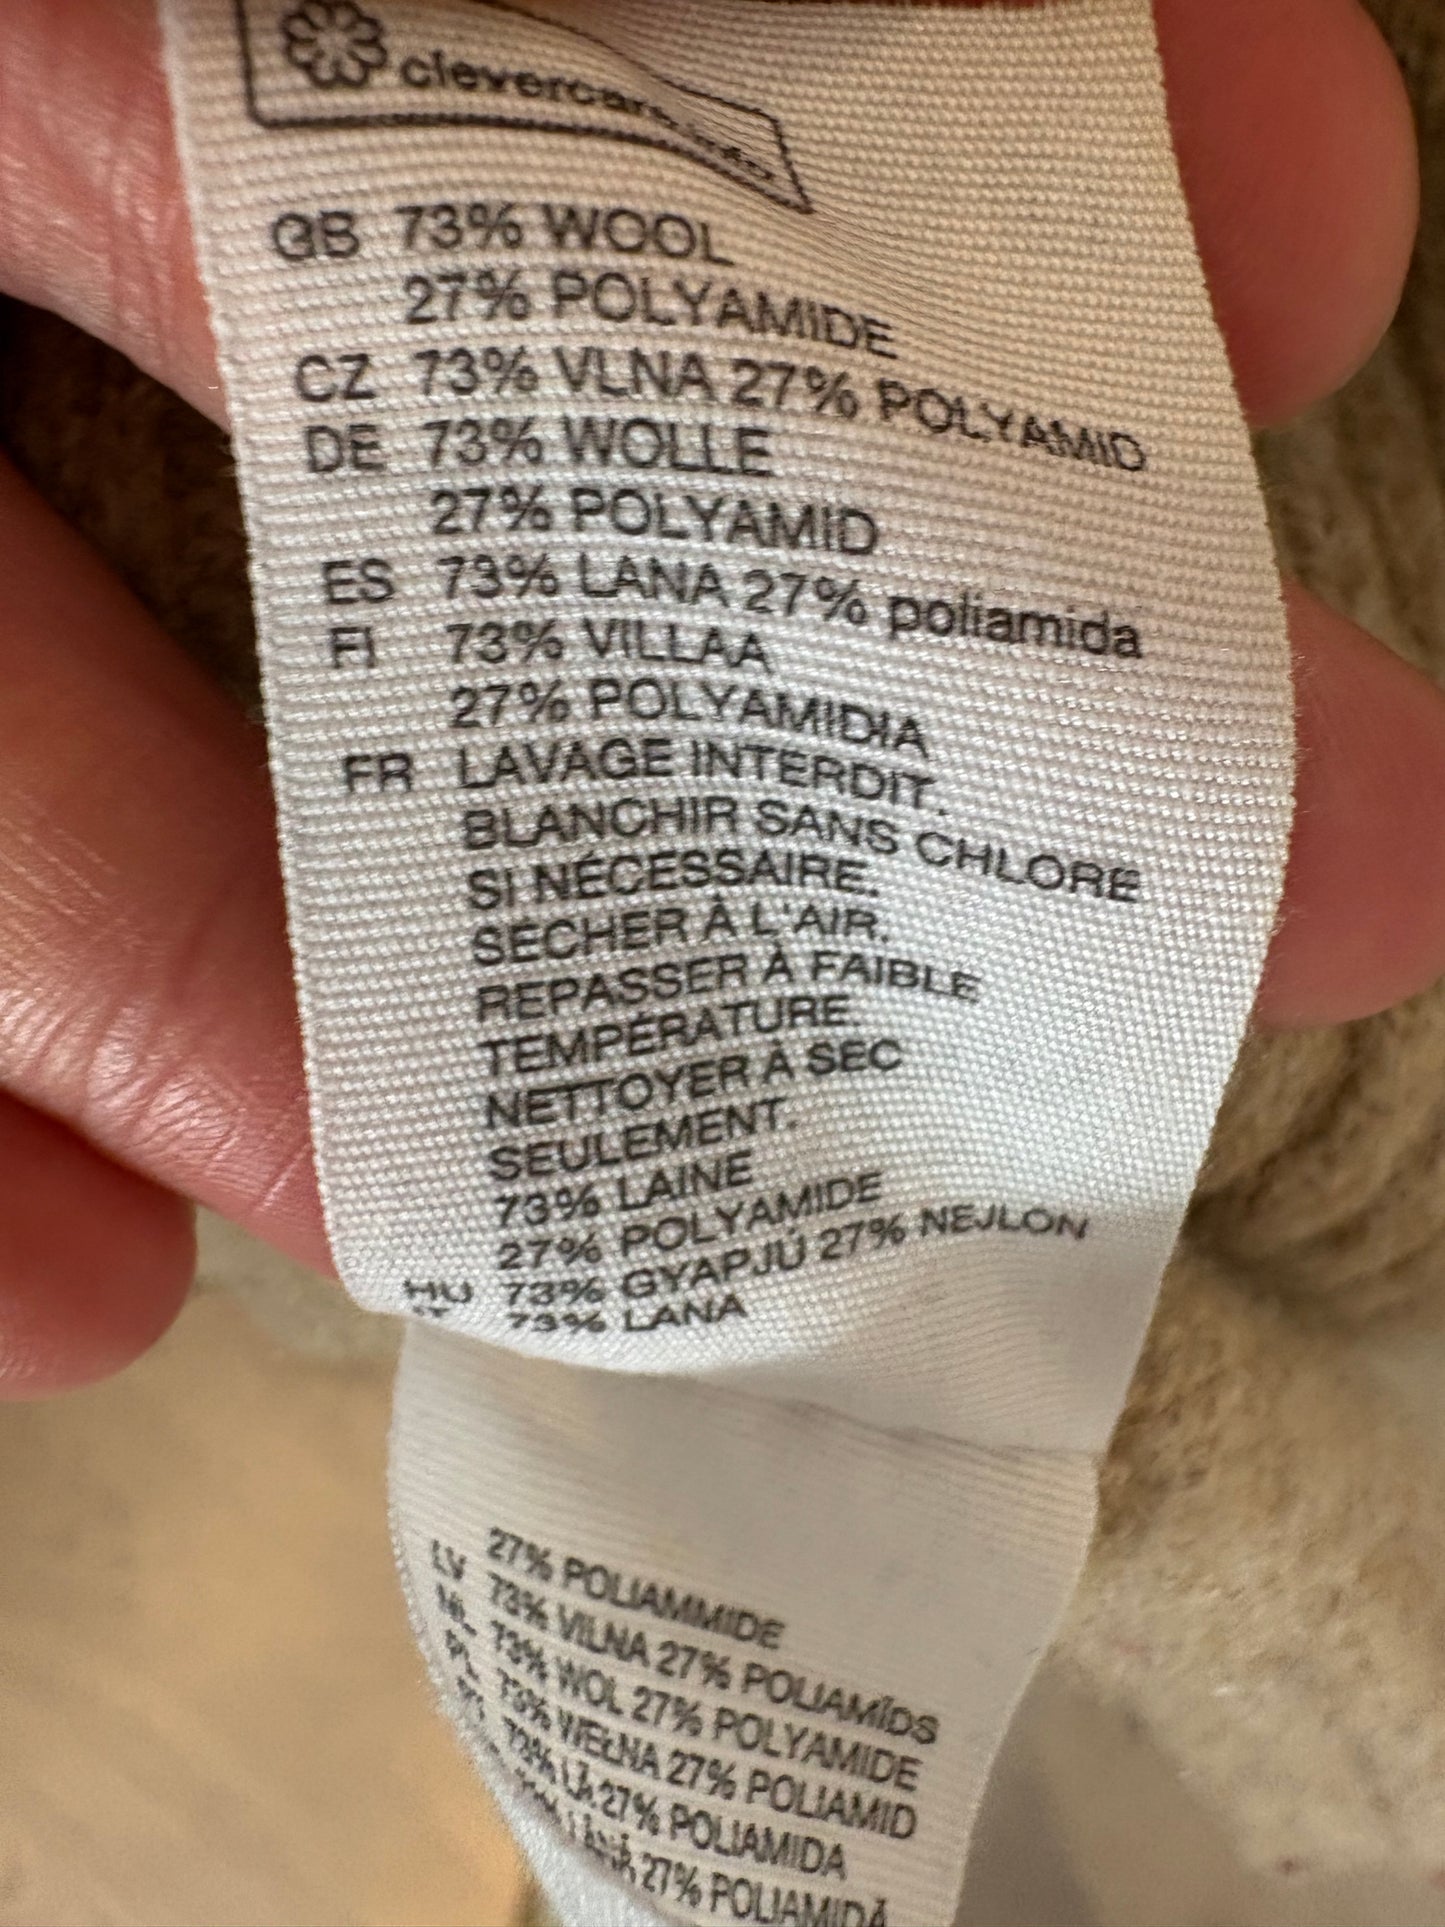 clevercare.info
GB 73% WOOL
27% POLYAMIDE
CZ 73% VLNA 27% POLYAMID
DE 73% WOLLE
27% POLYAMID
ES 73% LANA 27% poliamida
FI 73% VILLAA
27% POLYAMIDIA
FR LAVAGE INTERDIT.
BLANCHIR SANS CHLORE
SI NÉCESSAIRE.
SÉCHER À L'AIR.
REPASSER À FAIBLE
TEMPÉRATURE
NETTOYER À SEC
SEULEMENT.
73% LAINE
27% POLYAMIDE
HU 73% GYAPJÚ 27% NEJLON
73% LANA
27% POLIAMMIDE
LV 73% VILNA 27% POLIAMĪDS
NL 73% WOL 27% POLYAMIDE
PL 73% WEŁNA 27% POLIAMID
73% LÃ 27% POLIAMIDA
LÂNĂ 27% POLIAMIDĂ